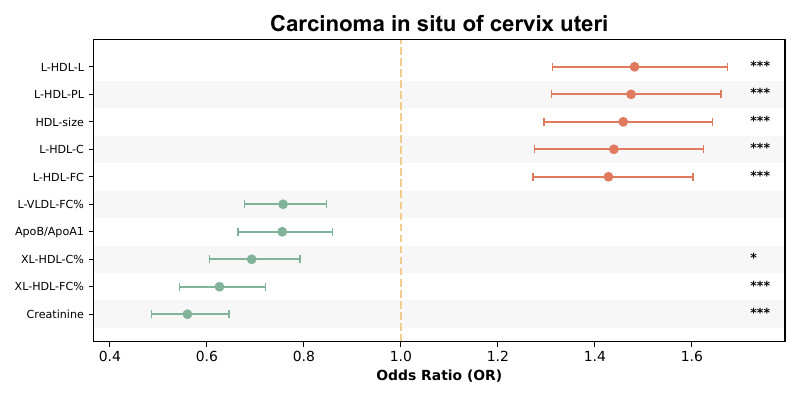 Carcinoma in situ of cervix uteri
L-HDL-L ***
L-HDL-PL ***
HDL-size ***
L-HDL-C ***
L-HDL-FC ***
L-VLDL-FC%
ApoB/ApoA1
XL-HDL-C% *
XL-HDL-FC% ***
Creatinine ***
0.4 0.6 0.8 1.0 1.2 1.4 1.6
Odds Ratio (OR)